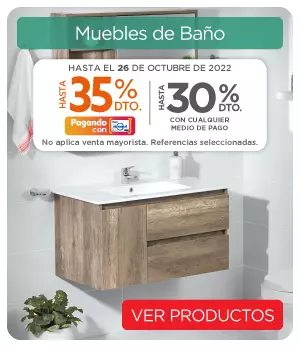 Muebles de Baño
HASTA EL 26 DE OCTUBRE DE 2022
HASTA 35% DTO.
Pagando con
HASTA 30% DTO.
CON CUALQUIER
MEDIO DE PAGO
No aplica venta mayorista. Referencias seleccionadas.
VER PRODUCTOS